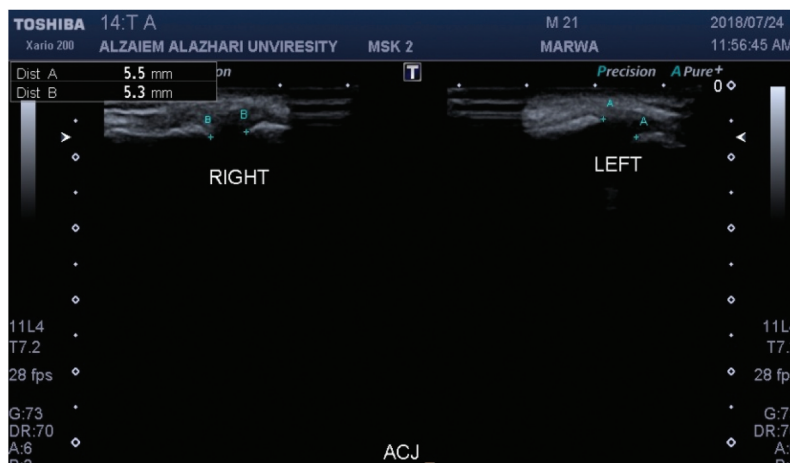 TOSHIBA 14:T A M 21 2018/07/24
Xario 200 ALZAIEM ALAZHARI UNVIRESITY MSK 2 MARWA 11:56:45 AM
Dist A 5.5 mm
Dist B 5.3 mm
T
Precision A Pure+
0
B B
A A
RIGHT
LEFT
11L4
T7.2
28 fps
G:73
DR:70
A:6
ACJ